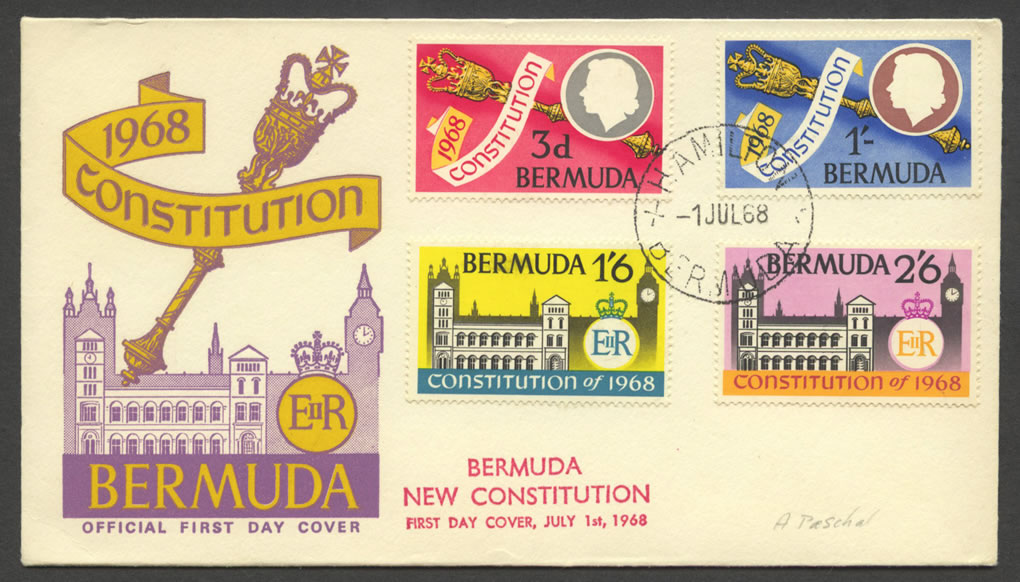 1968
CONSTITUTION
EIIR
BERMUDA
OFFICIAL FIRST DAY COVER
1968
CONSTITUTION
3d
BERMUDA
1968
CONSTITUTION
1'-
BERMUDA
HAMILTON
-1JUL68
BERMUDA
BERMUDA 1'6
EIIR
CONSTITUTION of 1968
BERMUDA 2'6
EIIR
CONSTITUTION of 1968
BERMUDA
NEW CONSTITUTION
FIRST DAY COVER, JULY 1st, 1968
A Paschal